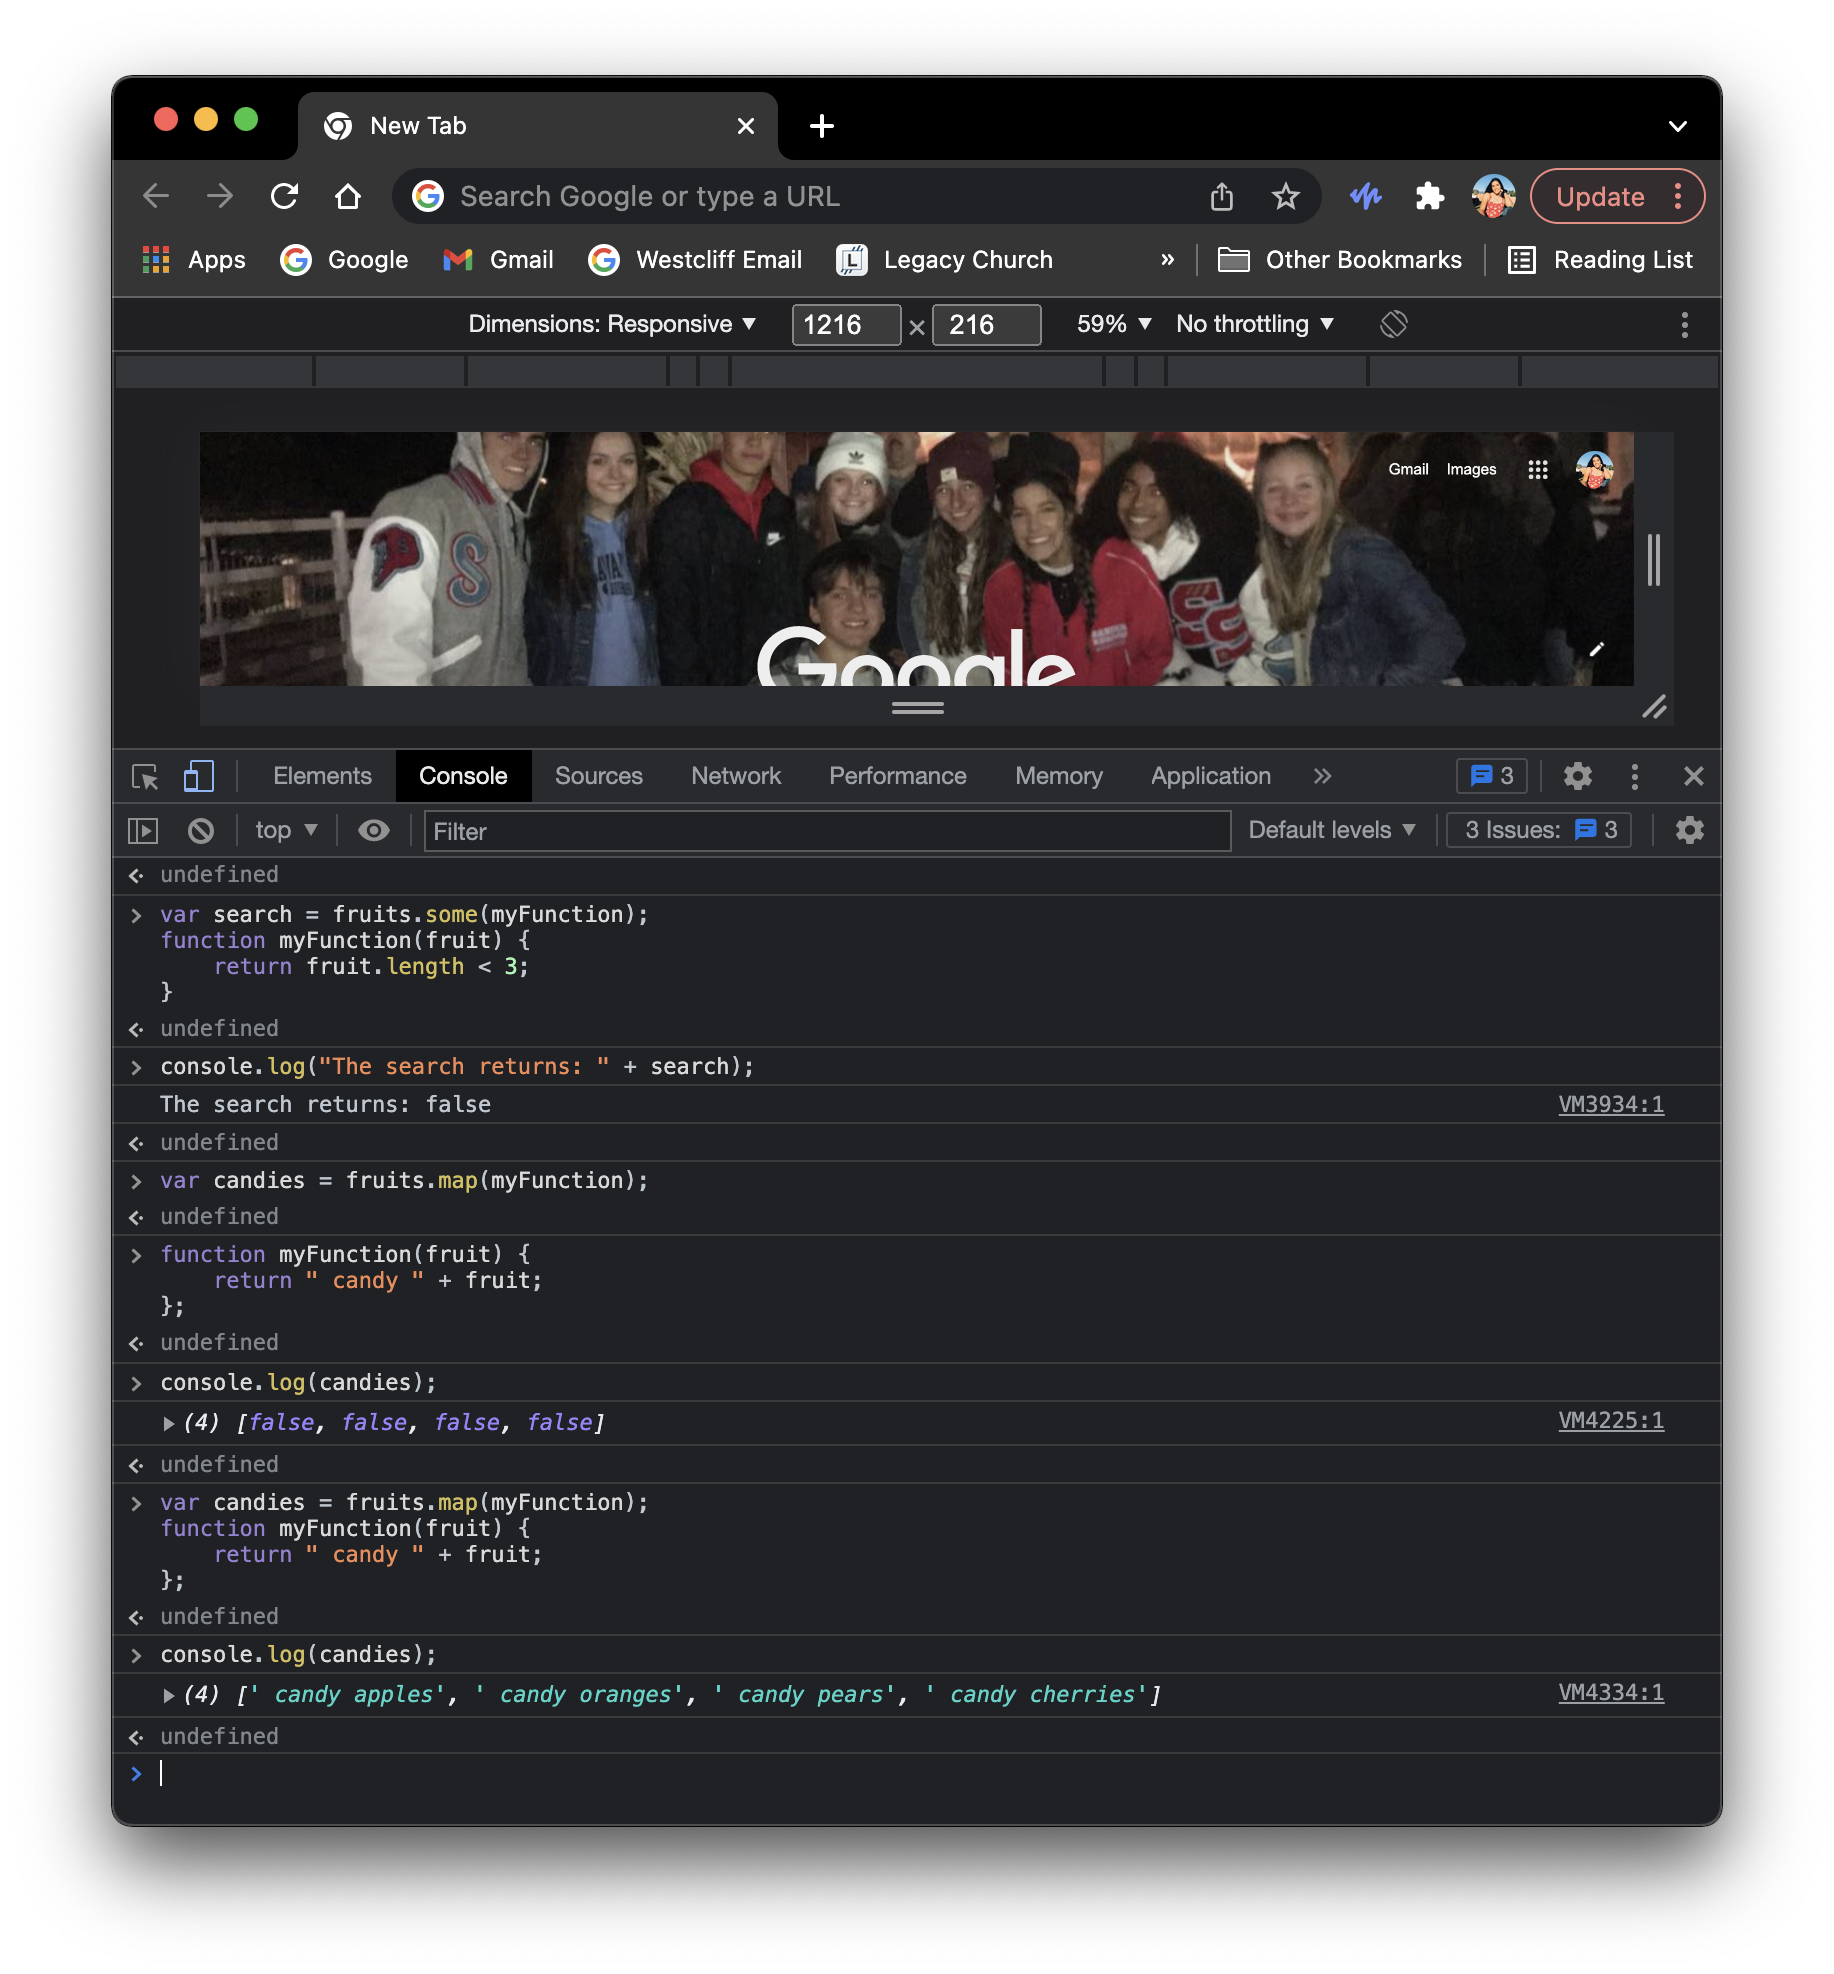 New Tab
Search Google or type a URL
Update
Apps Google Gmail Westcliff Email L Legacy Church » Other Bookmarks Reading List
Dimensions: Responsive 1216 × 216 59% No throttling
Gmail Images
S
S
S
Google
Elements Console Sources Network Performance Memory Application 3
top Filter Default levels 3 Issues: 3
undefined
var search = fruits.some(myFunction);
function myFunction(fruit) {
return fruit.length < 3;
}
undefined
console.log("The search returns: " + search);
The search returns: false VM3934:1
undefined
var candies = fruits.map(myFunction);
undefined
function myFunction(fruit) {
return " candy " + fruit;
};
undefined
console.log(candies);
(4) [false, false, false, false] VM4225:1
undefined
var candies = fruits.map(myFunction);
function myFunction(fruit) {
return " candy " + fruit;
};
undefined
console.log(candies);
(4) [' candy apples', ' candy oranges', ' candy pears', ' candy cherries'] VM4334:1
undefined